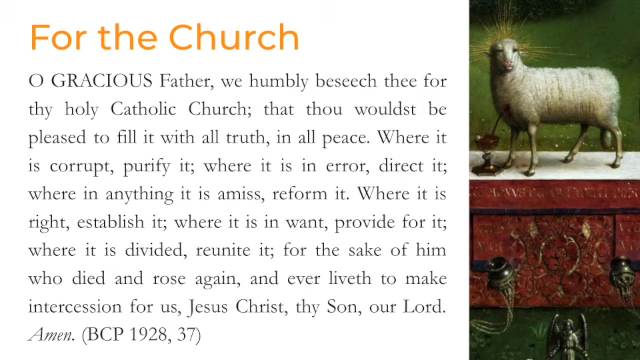 For the Church
O GRACIOUS Father, we humbly beseech thee for
thy holy Catholic Church; that thou wouldst be
pleased to fill it with all truth, in all peace. Where it
is corrupt, purify it; where it is in error, direct it;
where in anything it is amiss, reform it. Where it is
right, establish it; where it is in want, provide for it;
where it is divided, reunite it; for the sake of him
who died and rose again, and ever liveth to make
intercession for us, Jesus Christ, thy Son, our Lord.
Amen. (BCP 1928, 37)